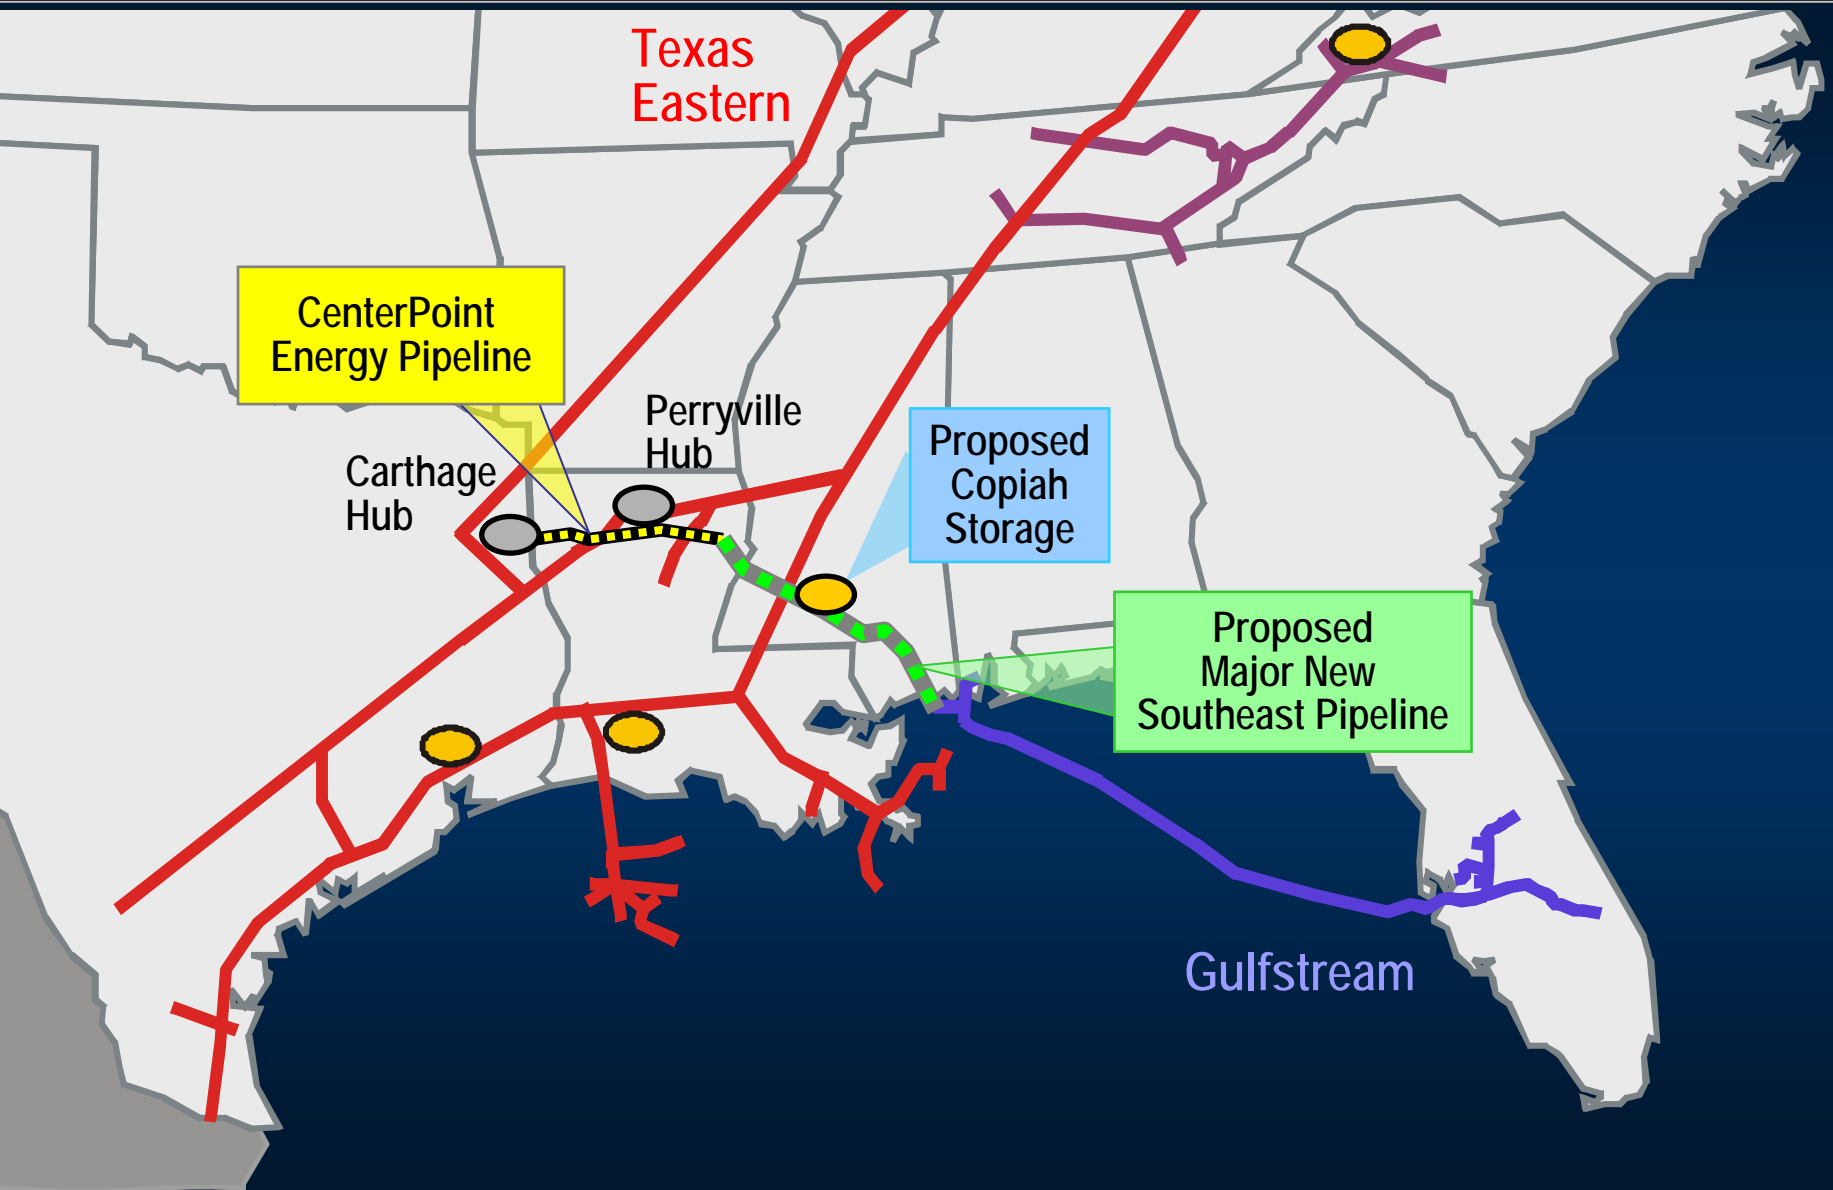 Texas
Eastern
CenterPoint
Energy Pipeline
Perryville
Hub
Carthage
Hub
Proposed
Copiah
Storage
Proposed
Major New
Southeast Pipeline
Gulfstream